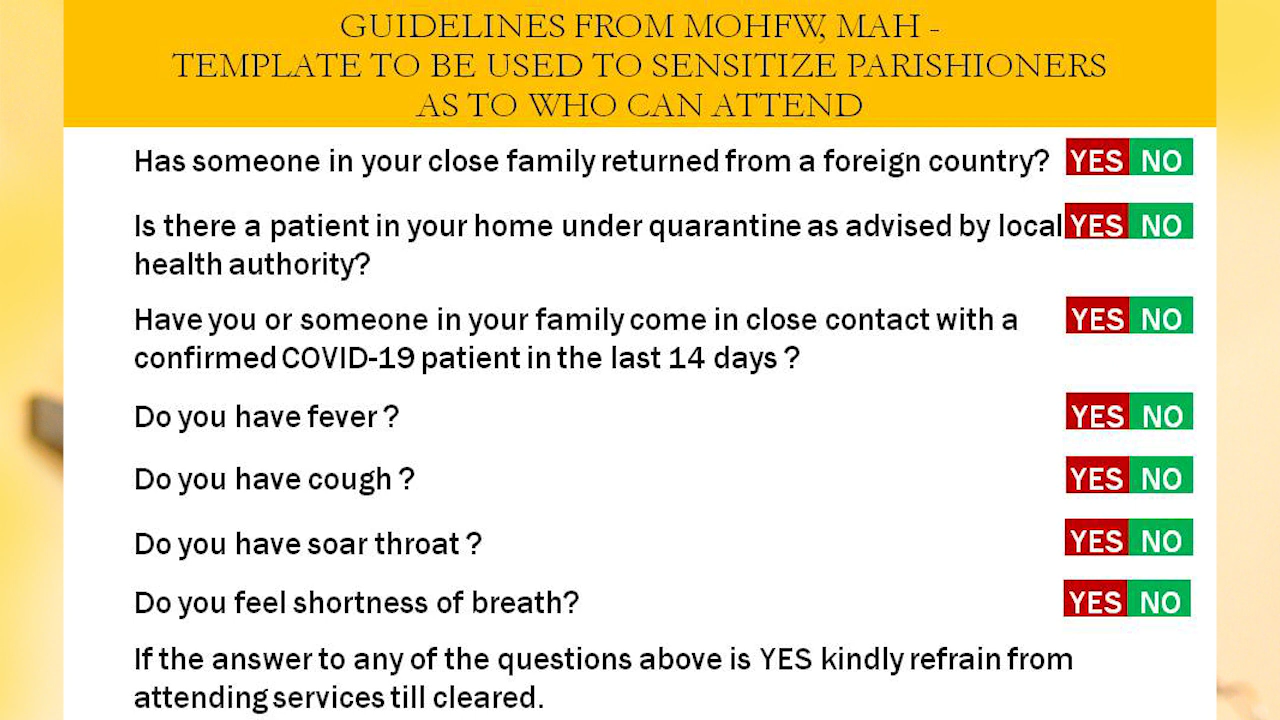 GUIDELINES FROM MOHFW, MAH -
TEMPLATE TO BE USED TO SENSITIZE PARISHIONERS
AS TO WHO CAN ATTEND
Has someone in your close family returned from a foreign country? YES NO
Is there a patient in your home under quarantine as advised by local YES NO
health authority?
Have you or someone in your family come in close contact with a YES NO
confirmed COVID-19 patient in the last 14 days ?
Do you have fever ? YES NO
Do you have cough ? YES NO
Do you have soar throat ? YES NO
Do you feel shortness of breath? YES NO
If the answer to any of the questions above is YES kindly refrain from
attending services till cleared.